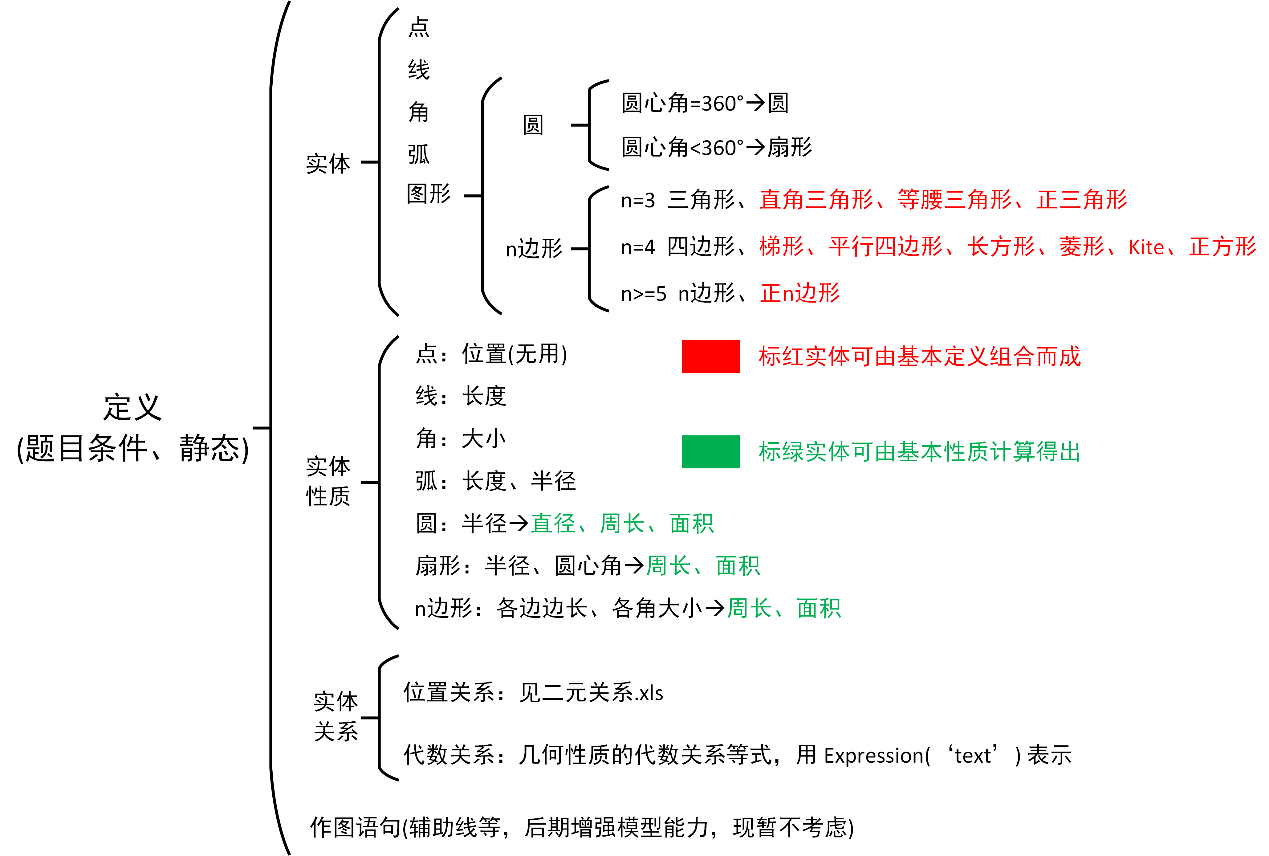 定义
(题目条件、静态)
实体
点
线
角
弧
图形
圆
圆心角=360°→圆
圆心角<360°→扇形
n边形
n=3 三角形、直角三角形、等腰三角形、正三角形
n=4 四边形、梯形、平行四边形、长方形、菱形、Kite、正方形
n>=5 n边形、正n边形
实体
性质
点：位置(无用)
线：长度
角：大小
弧：长度、半径
圆：半径→直径、周长、面积
扇形：半径、圆心角→周长、面积
n边形：各边边长、各角大小→周长、面积
标红实体可由基本定义组合而成
标绿实体可由基本性质计算得出
实体
关系
位置关系：见二元关系.xls
代数关系：几何性质的代数关系等式，用 Expression(‘text’) 表示
作图语句(辅助线等，后期增强模型能力，现暂不考虑)